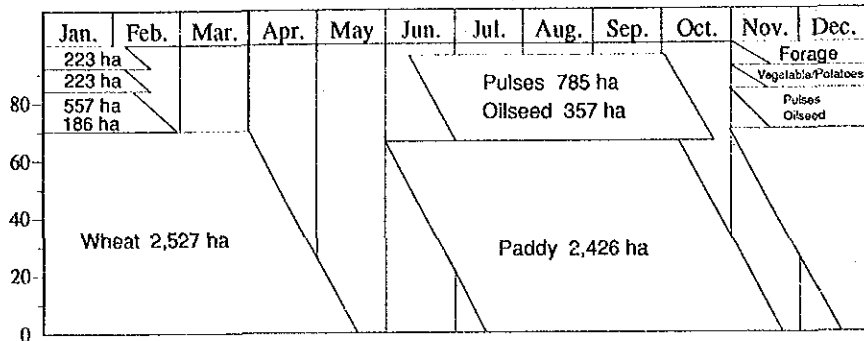 Jan. Feb. Mar. Apr. May Jun. Jul. Aug. Sep. Oct. Nov. Dec.
223 ha
Forage
223 ha
Pulses 785 ha
Vegetable/Potatoes
80
557 ha
Oilseed 357 ha
Pulses
186 ha
Oilseed
60
40
Wheat 2,527 ha
Paddy 2,426 ha
20
0